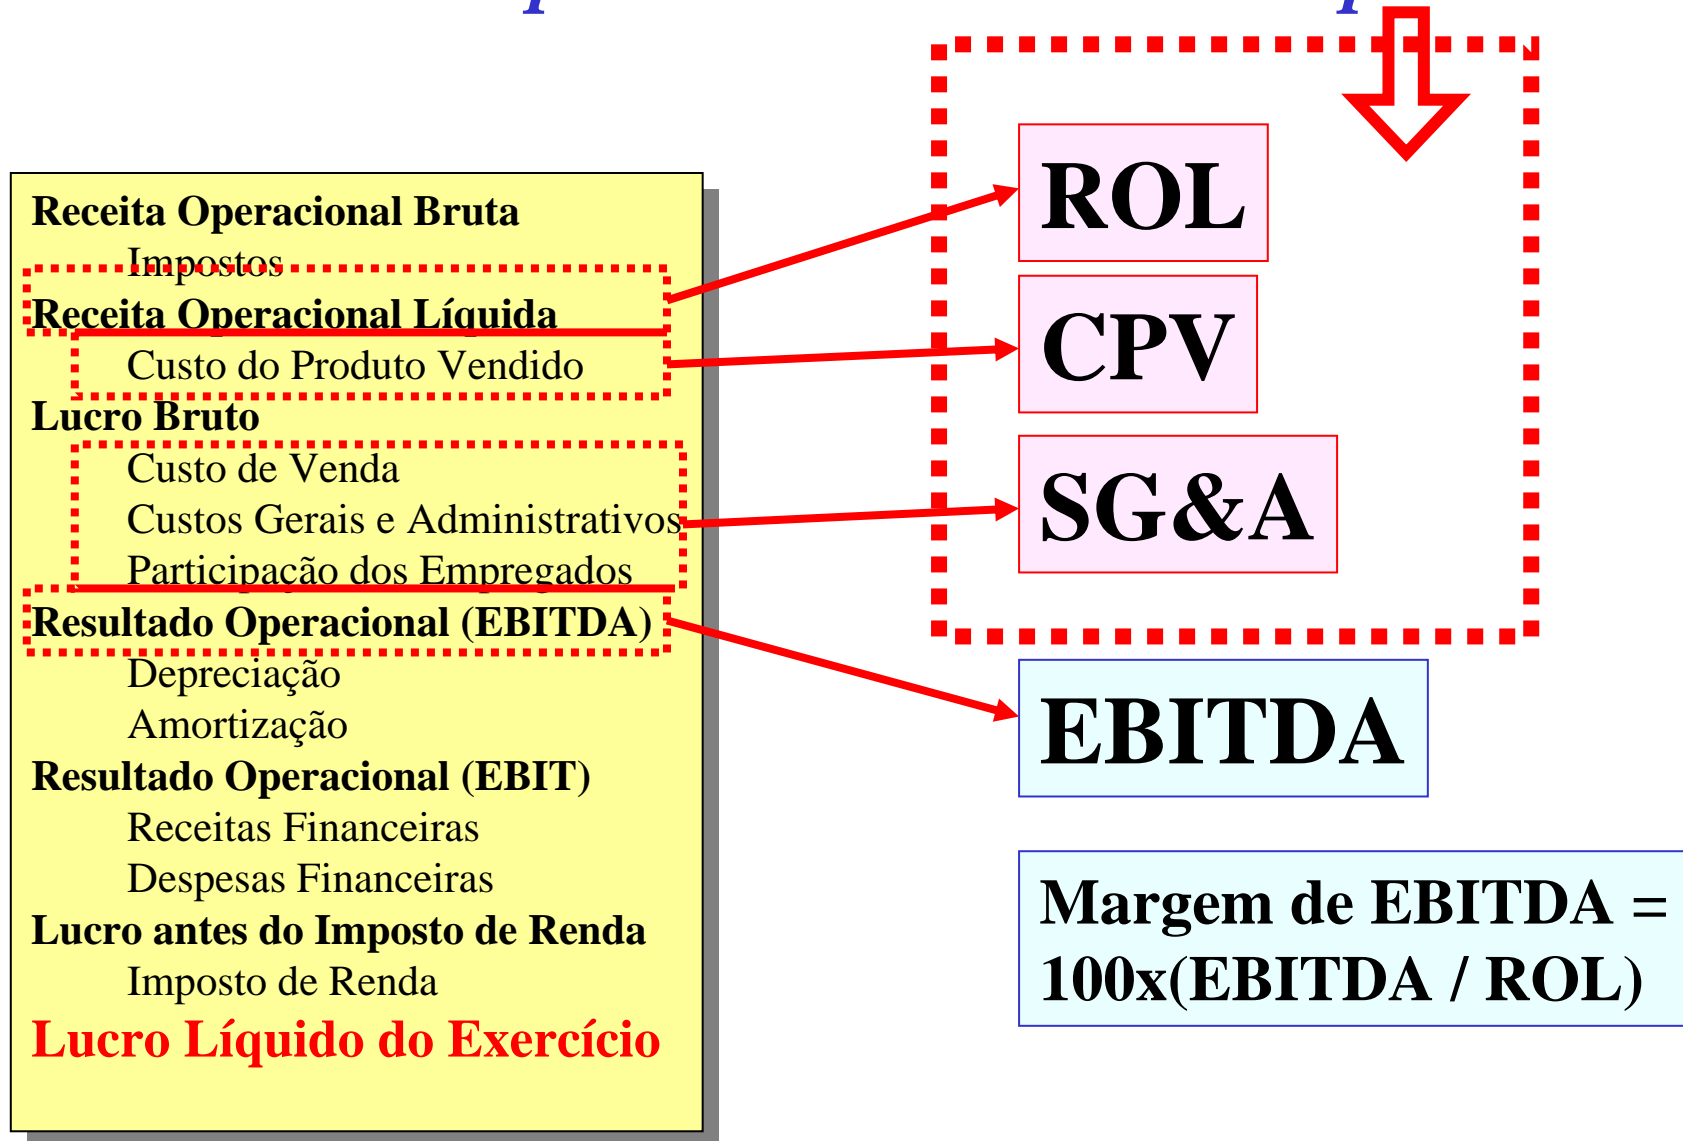 Receita Operacional Bruta
Impostos
Receita Operacional Líquida
Custo do Produto Vendido
Lucro Bruto
Custo de Venda
Custos Gerais e Administrativos
Participação dos Empregados
Resultado Operacional (EBITDA)
Depreciação
Amortização
Resultado Operacional (EBIT)
Receitas Financeiras
Despesas Financeiras
Lucro antes do Imposto de Renda
Imposto de Renda
Lucro Líquido do Exercício
ROL
CPV
SG&A
EBITDA
Margem de EBITDA =
100x(EBITDA / ROL)